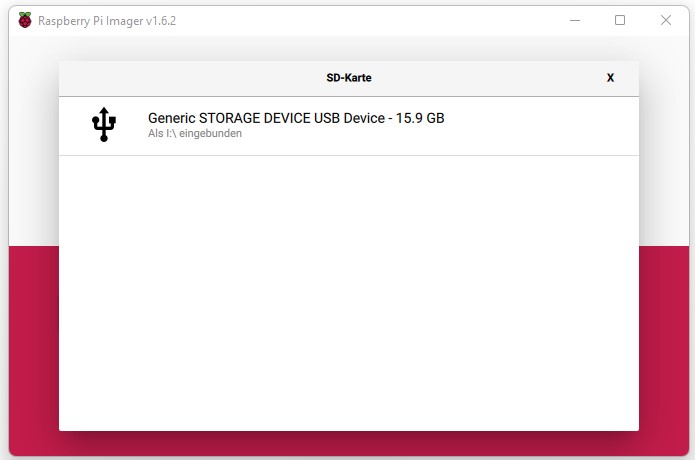 Raspberry Pi Imager v1.6.2
SD-Karte X
Generic STORAGE DEVICE USB Device - 15.9 GB
Als I:\ eingebunden